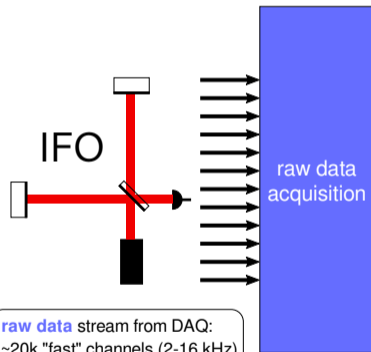 IFO
raw data
acquisition
raw data stream from DAQ:
~20k "fast" channels (2-16 kHz)